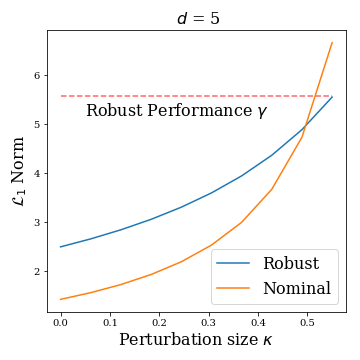 d = 5
Robust Performance γ
ℒ₁ Norm
6
5
4
3
2
Robust
Nominal
0.0 0.1 0.2 0.3 0.4 0.5
Perturbation size κ